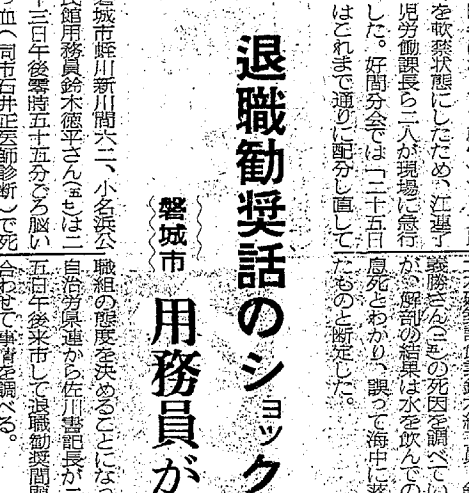 を軟禁状態にしたため、江連
児労働課長ら二人が現場に急行
した。好間分会では「二十五日
はこれまで通りに配分し直して
義勝さん の死因を調べてい
が、解剖の結果は水を飲んでの
死とわかり、誤って海中に
たものと断定した。
退職勧奨話のショック
磐城市
用務員が
城市蛭川新川間六二、小名浜公
民館用務員鈴木徳平さん は二
十三日午後零時五十五分ごろ脳い
血(同市石井正医師診断)で死
職組の態度を決めることになっ
自治労県連から佐川書記長が二
五日午後来市して退職勧奨問題
合わせて事情を調べる。